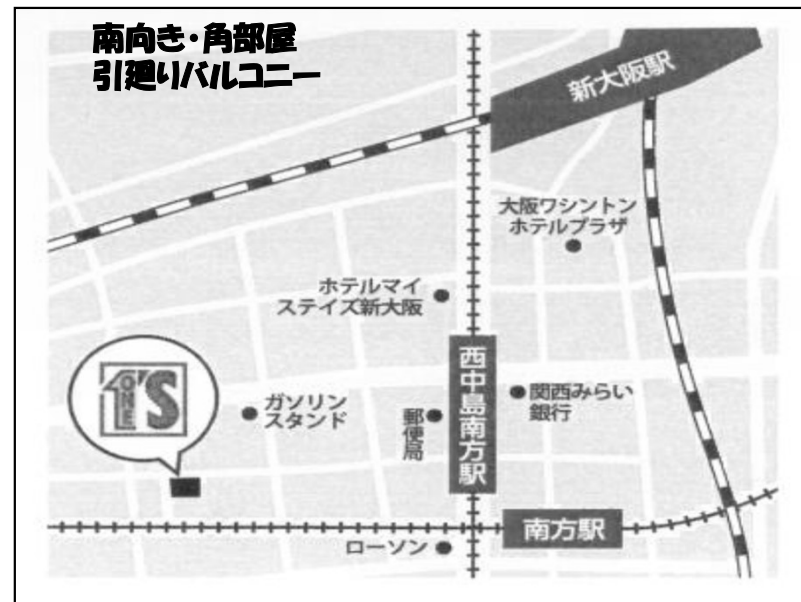 南向き・角部屋
引廻りバルコニー
新大阪駅
大阪ワシントン
ホテルプラザ
ホテルマイ
ステイズ新大阪
西中島南方駅
関西みらい
銀行
ONE'S
ガソリン
スタンド
郵便局
南方駅
ローソン